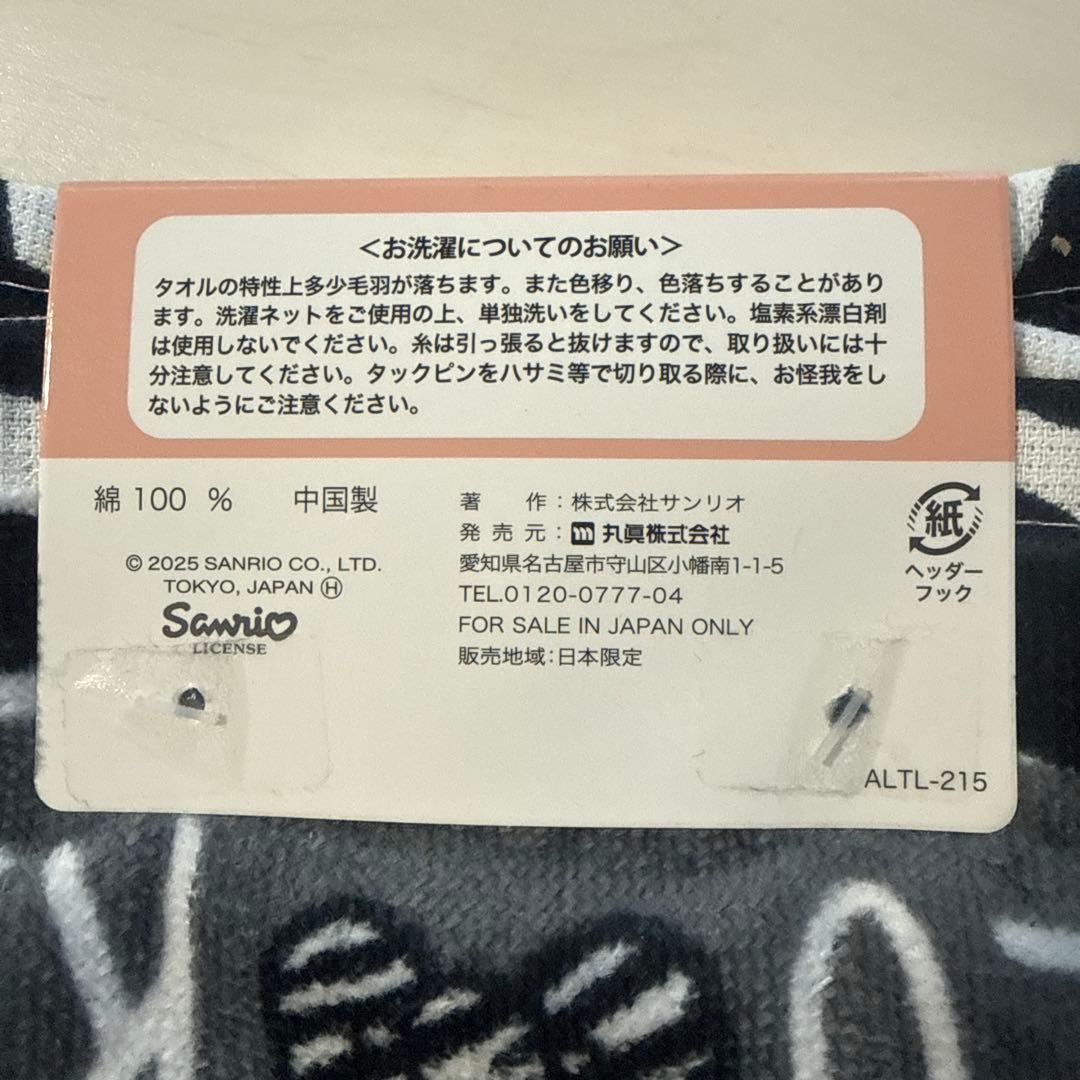 <お洗濯についてのお願い>
タオルの特性上多少毛羽が落ちます。また色移り、色落ちすることがあり
ます。洗濯ネットをご使用の上、単独洗いをしてください。塩素系漂白剤
は使用しないでください。糸は引っ張ると抜けますので、取り扱いには十
分注意してください。タックピンをハサミ等で切り取る際に、お怪我をし
ないようにご注意ください。
綿 100 % 中国製
© 2025 SANRIO CO., LTD.
TOKYO, JAPAN Ⓗ
Sanrio
LICENSE
著 作:株式会社サンリオ
発 売 元:丸眞株式会社
愛知県名古屋市守山区小幡南1-1-5
TEL.0120-0777-04
FOR SALE IN JAPAN ONLY
販売地域:日本限定
紙
ヘッダー
フック
ALTL-215